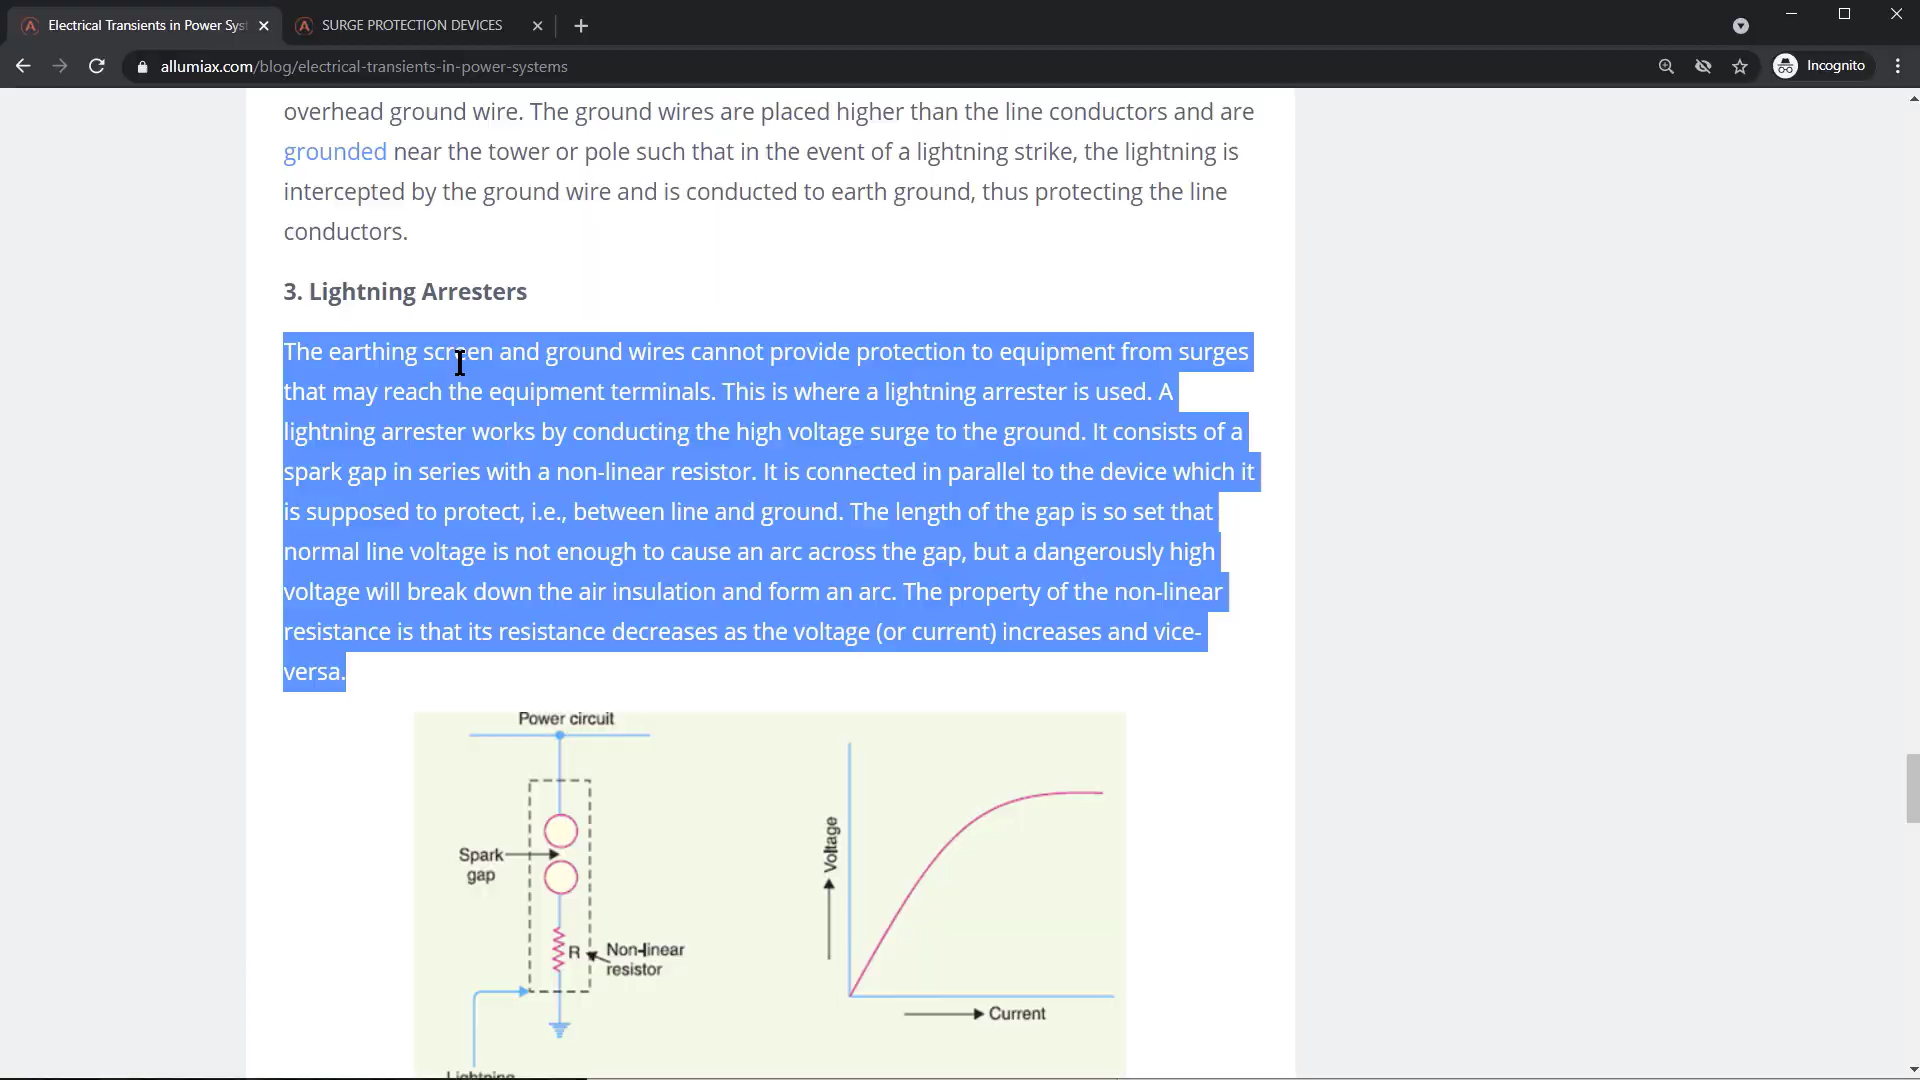 Electrical Transients in Power Sys
SURGE PROTECTION DEVICES
allumiax.com/blog/electrical-transients-in-power-systems
Incognito
overhead ground wire. The ground wires are placed higher than the line conductors and are
grounded near the tower or pole such that in the event of a lightning strike, the lightning is
intercepted by the ground wire and is conducted to earth ground, thus protecting the line
conductors.
3. Lightning Arresters
The earthing screen and ground wires cannot provide protection to equipment from surges
that may reach the equipment terminals. This is where a lightning arrester is used. A
lightning arrester works by conducting the high voltage surge to the ground. It consists of a
spark gap in series with a non-linear resistor. It is connected in parallel to the device which it
is supposed to protect, i.e., between line and ground. The length of the gap is so set that
normal line voltage is not enough to cause an arc across the gap, but a dangerously high
voltage will break down the air insulation and form an arc. The property of the non-linear
resistance is that its resistance decreases as the voltage (or current) increases and vice-
versa.
Power circuit
Spark
gap
R
Non-linear
resistor
Lightning
Voltage
Current